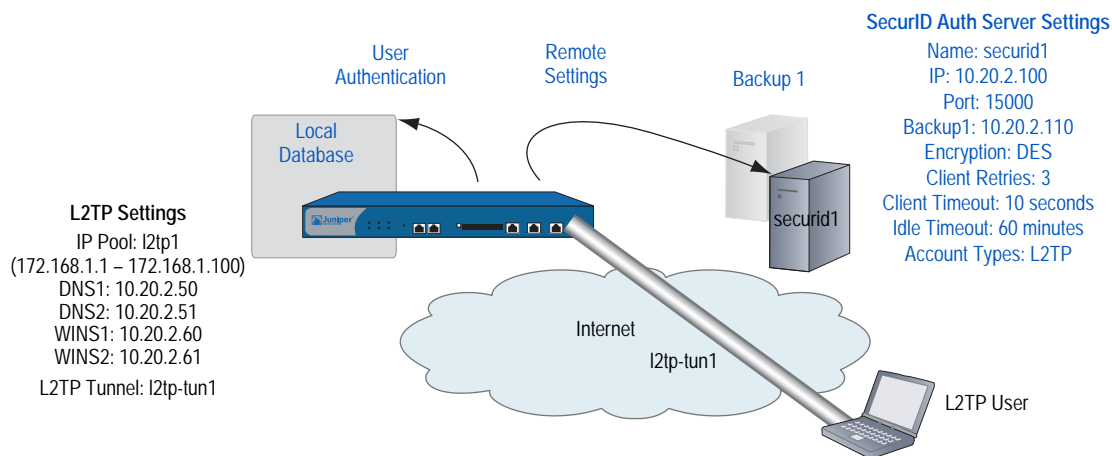 SecurID Auth Server Settings
Name: securid1
IP: 10.20.2.100
Port: 15000
Backup1: 10.20.2.110
Encryption: DES
Client Retries: 3
Client Timeout: 10 seconds
Idle Timeout: 60 minutes
Account Types: L2TP
User
Authentication
Remote
Settings
Backup 1
Local
Database
Juniper
securid1
L2TP Settings
IP Pool: l2tp1
(172.168.1.1 – 172.168.1.100)
DNS1: 10.20.2.50
DNS2: 10.20.2.51
WINS1: 10.20.2.60
WINS2: 10.20.2.61
L2TP Tunnel: l2tp-tun1
Internet
l2tp-tun1
L2TP User